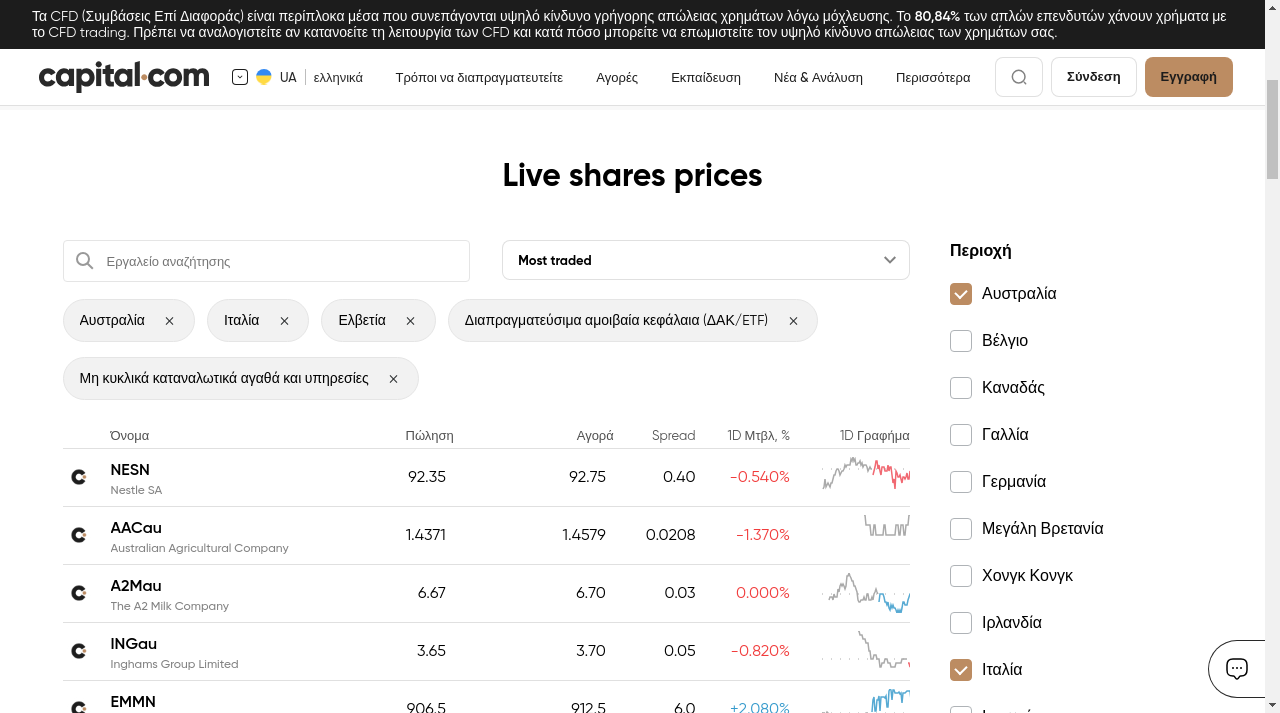 Τα CFD (Συμβάσεις Επί Διαφοράς) είναι περίπλοκα μέσα που συνεπάγονται υψηλό κίνδυνο γρήγορης απώλειας χρημάτων λόγω μόχλευσης. Το 80,84% των απλών επενδυτών χάνουν χρήματα με
το CFD trading. Πρέπει να αναλογιστείτε αν κατανοείτε τη λειτουργία των CFD και κατά πόσο μπορείτε να επωμιστείτε τον υψηλό κίνδυνο απώλειας των χρημάτων σας.
capital.com UA ελληνικά Τρόποι να διαπραγματευτείτε Αγορές Εκπαίδευση Νέα & Ανάλυση Περισσότερα Σύνδεση Εγγραφή
Live shares prices
Εργαλείο αναζήτησης Most traded
Αυστραλία Ιταλία Ελβετία Διαπραγματεύσιμα αμοιβαία κεφάλαια (ΔΑΚ/ETF)
Μη κυκλικά καταναλωτικά αγαθά και υπηρεσίες
Όνομα Πώληση Αγορά Spread 1D Μτβλ, % 1D Γραφήμα
NESN 92.35 92.75 0.40 -0.540%
Nestle SA
AACau 1.4371 1.4579 0.0208 -1.370%
Australian Agricultural Company
A2Mau 6.67 6.70 0.03 0.000%
The A2 Milk Company
INGau 3.65 3.70 0.05 -0.820%
Inghams Group Limited
EMMN 906.5 912.5 6.0 +2.080%
Περιοχή
Αυστραλία
Βέλγιο
Καναδάς
Γαλλία
Γερμανία
Μεγάλη Βρετανία
Χονγκ Κονγκ
Ιρλανδία
Ιταλία